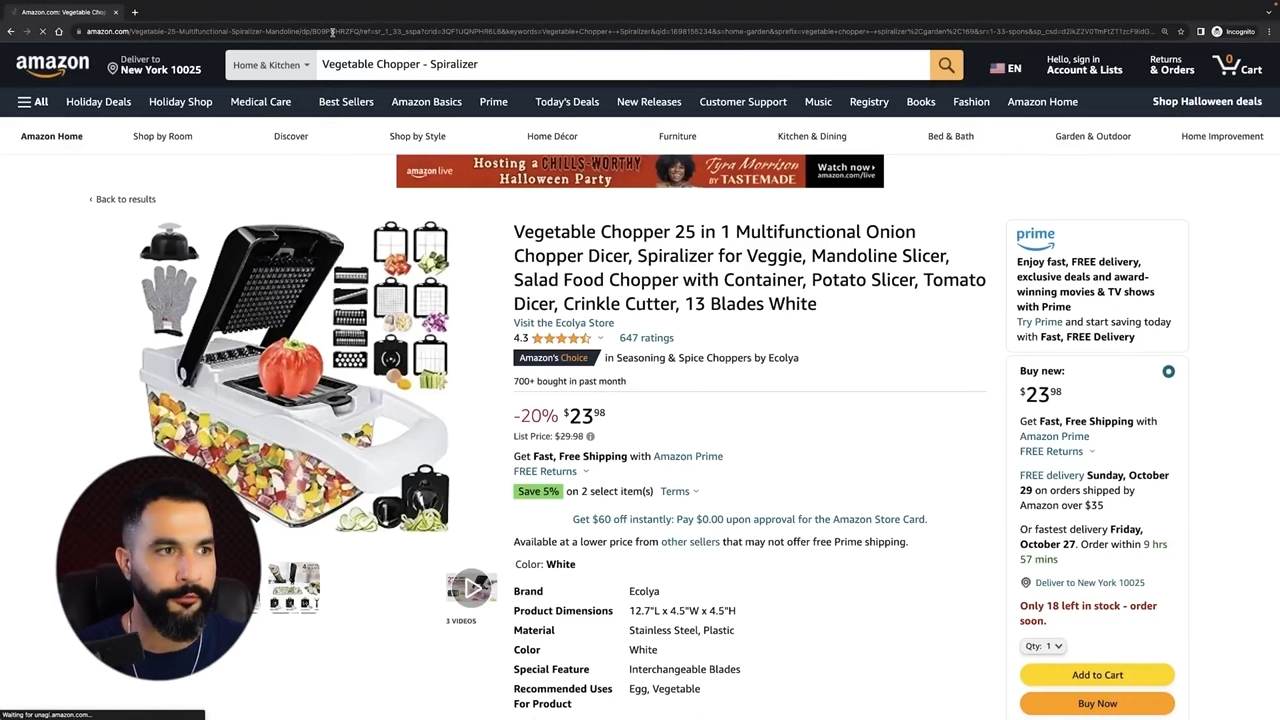 Amazon.com: Vegetable Chop
amazon.com/Vegetable-25-Multifunctional-Spiralizer-Mandoline/dp/
Incognito
amazon
Deliver to
New York 10025
Home & Kitchen
Vegetable Chopper - Spiralizer
EN
Hello, sign in
Account & Lists
Returns
& Orders
0
Cart
All
Holiday Deals
Holiday Shop
Medical Care
Best Sellers
Amazon Basics
Prime
Today's Deals
New Releases
Customer Support
Music
Registry
Books
Fashion
Amazon Home
Shop Halloween deals
Amazon Home
Shop by Room
Discover
Shop by Style
Home Décor
Furniture
Kitchen & Dining
Bed & Bath
Garden & Outdoor
Home Improvement
amazon live
Hosting a CHILLS-WORTHY
Halloween Party
Tyra Morrison
BY TASTEMADE
Watch now›
amazon.com/live
‹ Back to results
Vegetable Chopper 25 in 1 Multifunctional Onion
Chopper Dicer, Spiralizer for Veggie, Mandoline Slicer,
Salad Food Chopper with Container, Potato Slicer, Tomato
Dicer, Crinkle Cutter, 13 Blades White
Visit the Ecolya Store
4.3
647 ratings
Amazon's Choice
in Seasoning & Spice Choppers by Ecolya
700+ bought in past month
-20% $23 98
List Price: $29.98
Get Fast, Free Shipping with Amazon Prime
FREE Returns
Save 5% on 2 select item(s) Terms
Get $60 off instantly: Pay $0.00 upon approval for the Amazon Store Card.
Available at a lower price from other sellers that may not offer free Prime shipping.
Color: White
Brand Ecolya
Product Dimensions 12.7"L x 4.5"W x 4.5"H
Material Stainless Steel, Plastic
Color White
Special Feature Interchangeable Blades
Recommended Uses Egg, Vegetable
For Product
3 VIDEOS
prime
Enjoy fast, FREE delivery,
exclusive deals and award-
winning movies & TV shows
with Prime
Try Prime and start saving today
with Fast, FREE Delivery
Buy new:
$23 98
Get Fast, Free Shipping with
Amazon Prime
FREE Returns
FREE delivery Sunday, October
29 on orders shipped by
Amazon over $35
Or fastest delivery Friday,
October 27. Order within 9 hrs
57 mins
Deliver to New York 10025
Only 18 left in stock - order
soon.
Qty: 1
Add to Cart
Buy Now
Waiting for unagi.amazon.com...